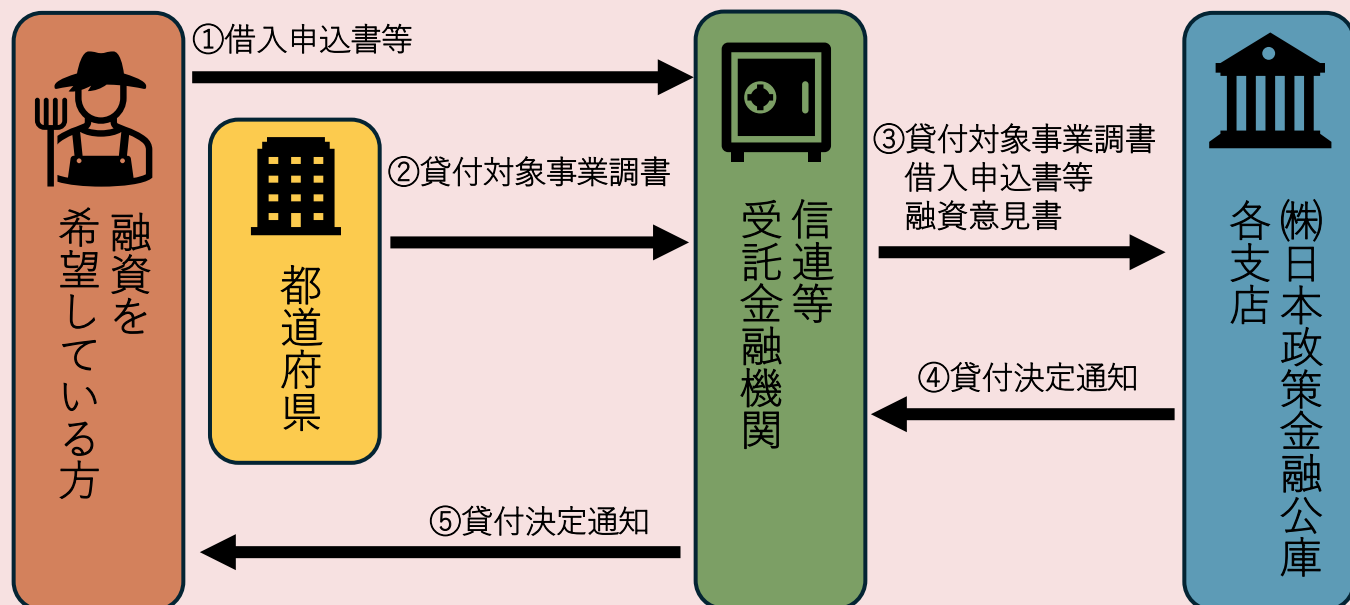 ①借入申込書等
融資を
希望している方
②貸付対象事業調書
都道府県
信連等
受託金融機関
③貸付対象事業調書
借入申込書等
融資意見書
㈱日本政策金融公庫
各支店
④貸付決定通知
⑤貸付決定通知